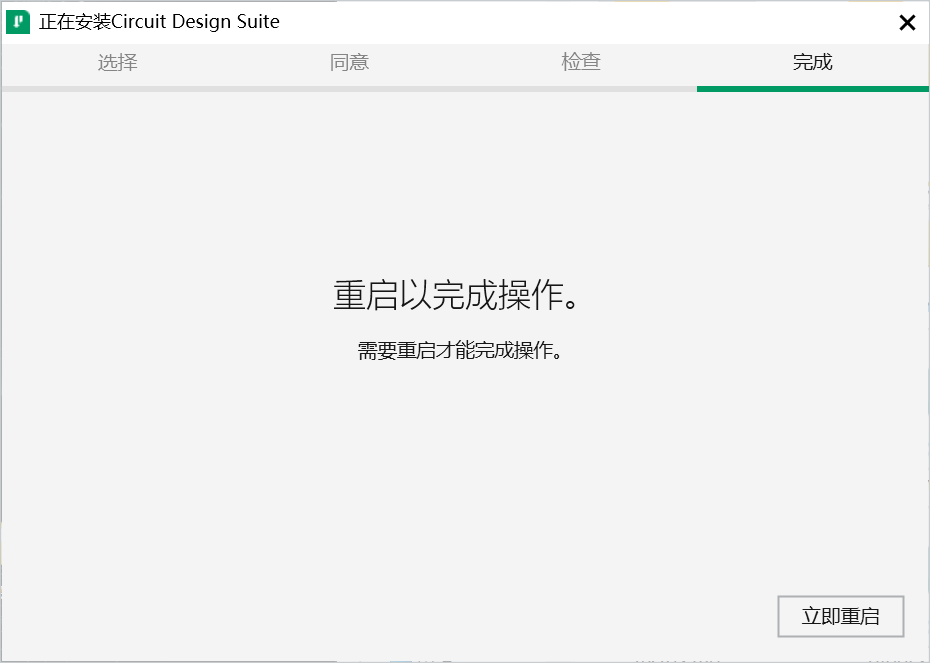 正在安装Circuit Design Suite
选择
同意
检查
完成
重启以完成操作。
需要重启才能完成操作。
立即重启